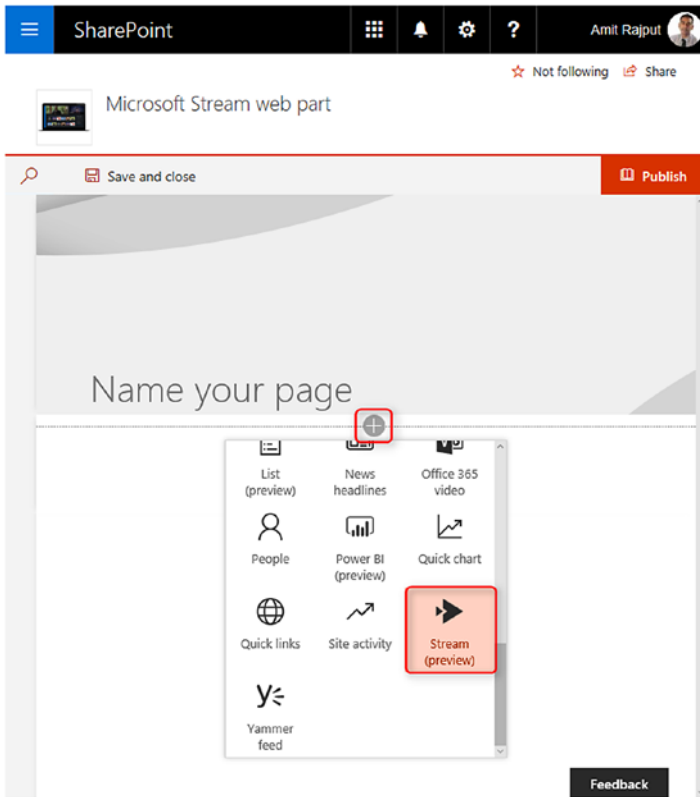 SharePoint
?
Amit Rajput
Not following
Share
Microsoft Stream web part
Save and close
Publish
Name your page
List
(preview)
News
headlines
Office 365
video
People
Power BI
(preview)
Quick chart
Quick links
Site activity
Stream
(preview)
Yammer
feed
Feedback